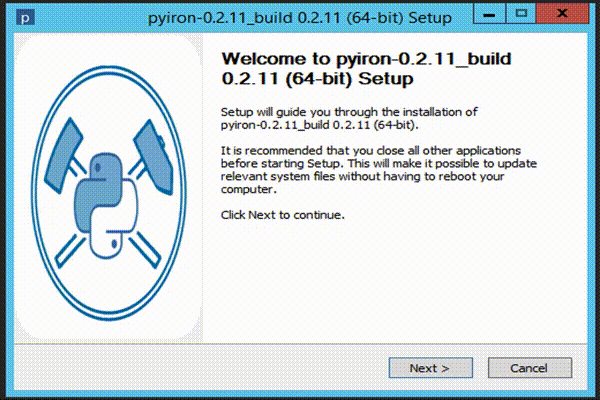 p
pyiron-0.2.11_build 0.2.11 (64-bit) Setup
Welcome to pyiron-0.2.11_build
0.2.11 (64-bit) Setup
Setup will guide you through the installation of
pyiron-0.2.11_build 0.2.11 (64-bit).
It is recommended that you close all other applications
before starting Setup. This will make it possible to update
relevant system files without having to reboot your
computer.
Click Next to continue.
Next >
Cancel